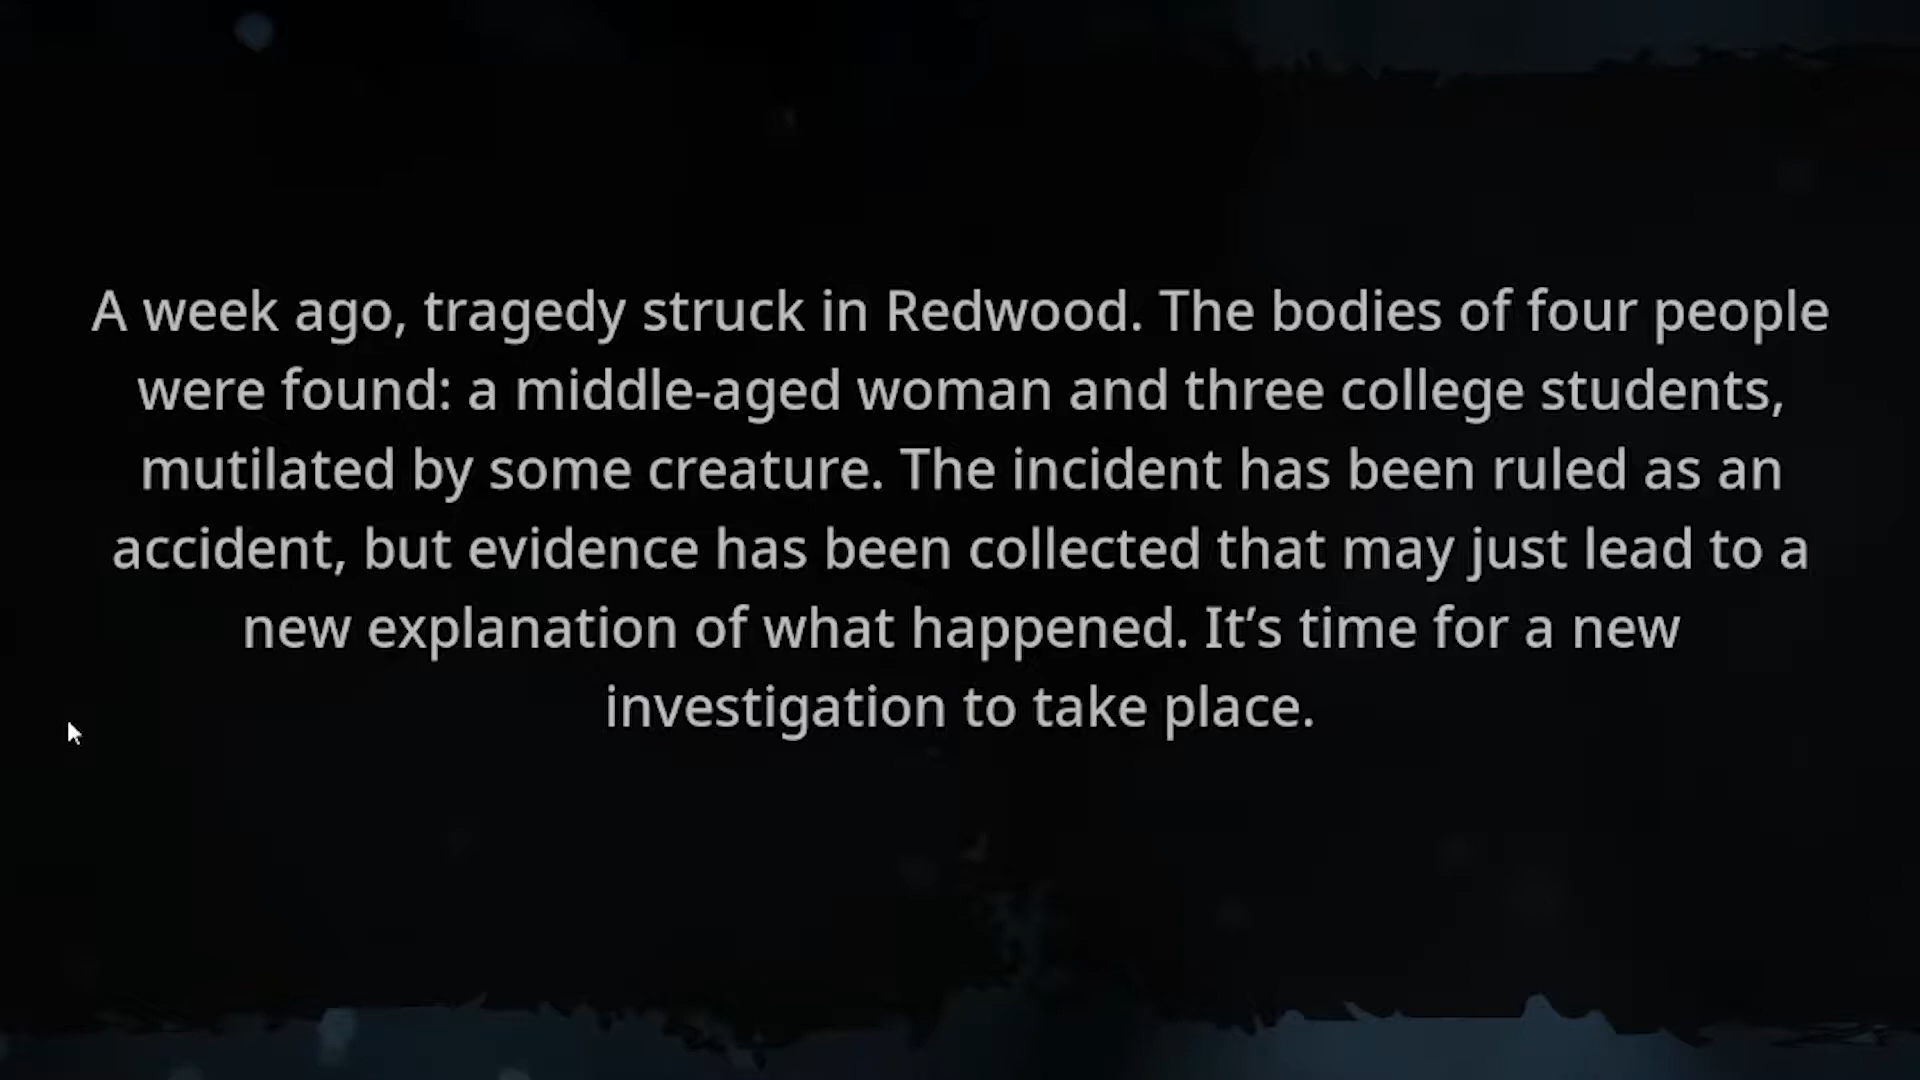 A week ago, tragedy struck in Redwood. The bodies of four people
were found: a middle-aged woman and three college students,
mutilated by some creature. The incident has been ruled as an
accident, but evidence has been collected that may just lead to a
new explanation of what happened. It’s time for a new
investigation to take place.